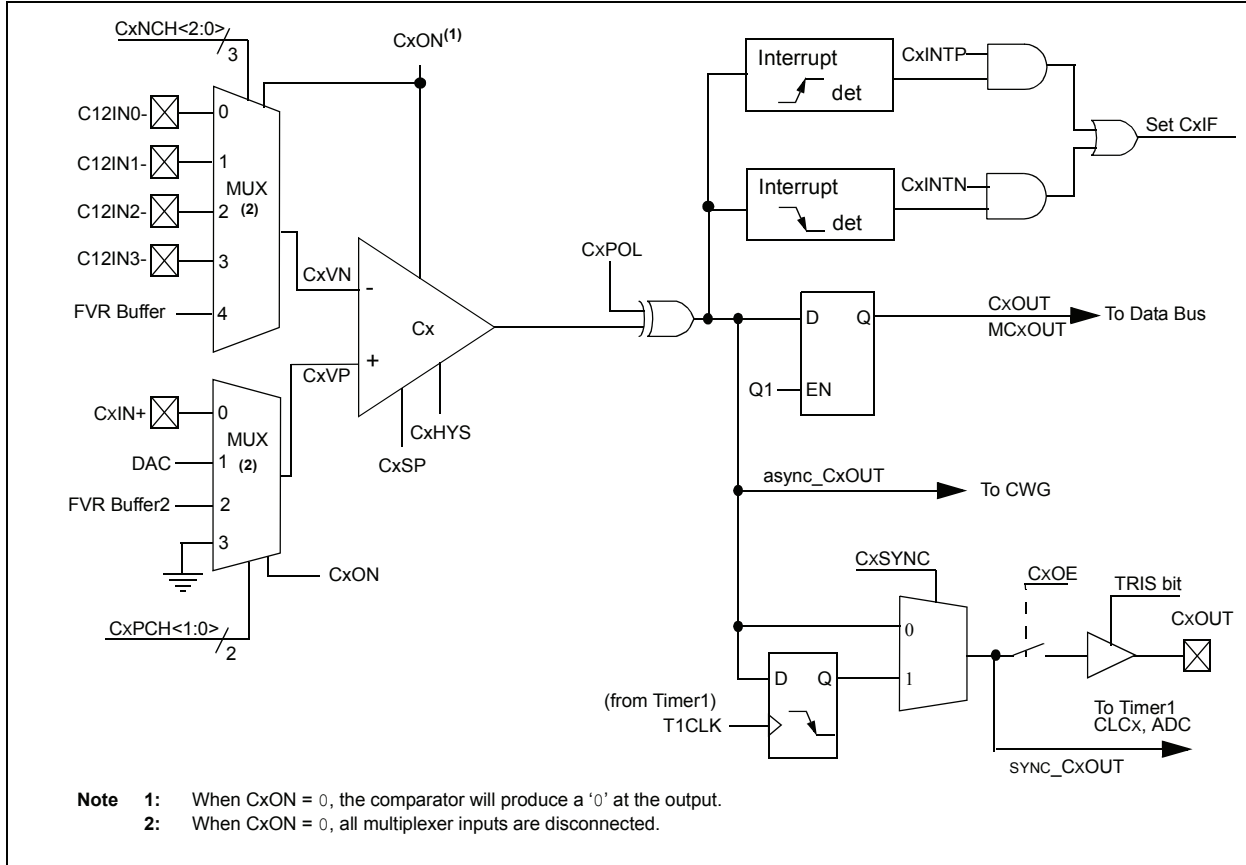 CxNCH<2:0>
3
CxON(1)
C12IN0-
C12IN1-
C12IN2-
C12IN3-
FVR Buffer
0
1
2
3
4
MUX
(2)
CxVN
-
Cx
+
CxVP
CxHYS
CxSP
CxIN+
DAC
FVR Buffer2
0
1
2
3
MUX
(2)
CxON
CxPCH<1:0>
2
CxPOL
Interrupt
det
CxINTP
Interrupt
det
CxINTN
Set CxIF
D Q
Q1
EN
CxOUT
MCxOUT
To Data Bus
async_CxOUT
To CWG
CxSYNC
0
1
D Q
(from Timer1)
T1CLK
CxOE
TRIS bit
CxOUT
To Timer1
CLCx, ADC
SYNC_CxOUT
Note 1: When CxON = 0, the comparator will produce a ‘0’ at the output.
2: When CxON = 0, all multiplexer inputs are disconnected.